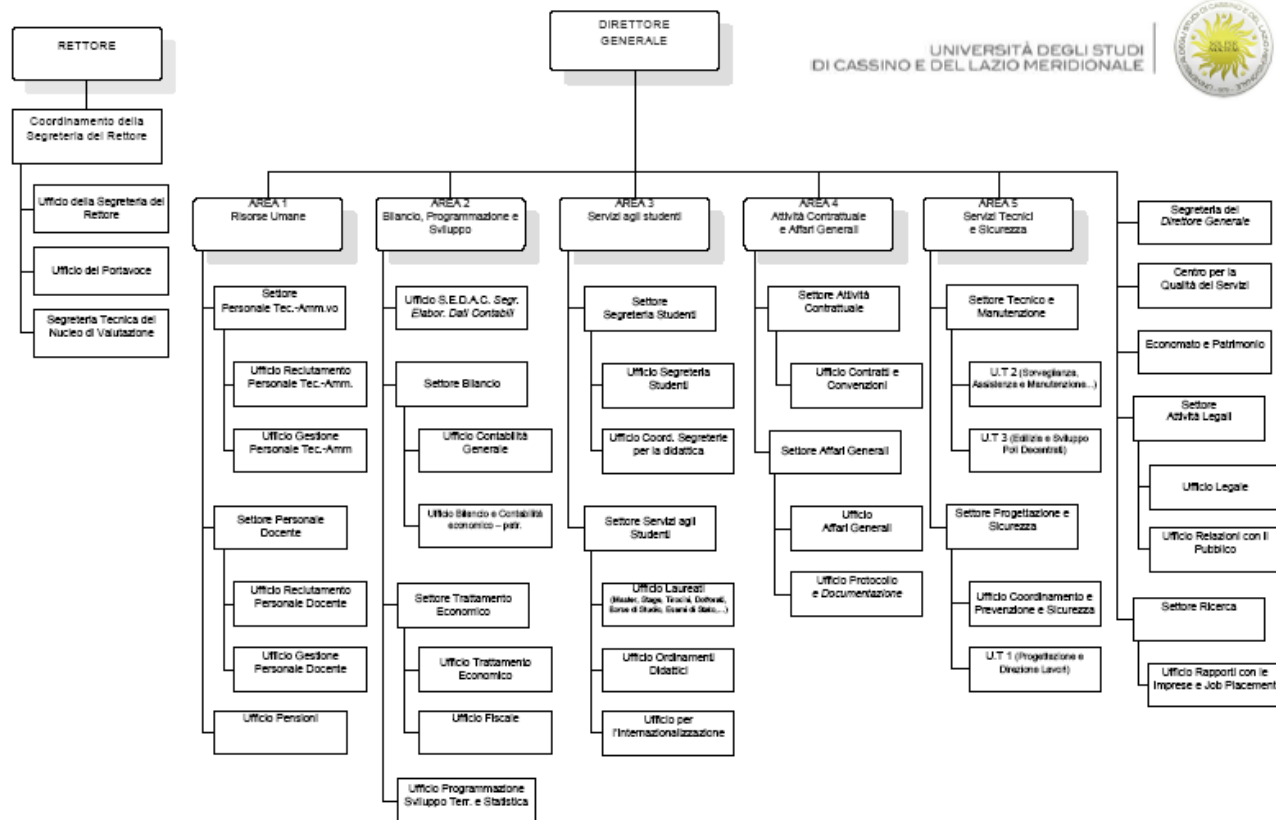 RETTORE
Coordinamento della
Segreteria del Rettore
Ufficio della Segreteria del
Rettore
Ufficio del Portavoce
Segreteria Tecnica del
Nucleo di Valutazione
DIRETTORE
GENERALE
UNIVERSITÀ DEGLI STUDI
DI CASSINO E DEL LAZIO MERIDIONALE
AREA 1
Risorse Umane
Settore
Personale Tec.-Amm.vo
Ufficio Reclutamento
Personale Tec.-Amm.
Ufficio Gestione
Personale Tec.-Amm
Settore Personale
Docente
Ufficio Reclutamento
Personale Docente
Ufficio Gestione
Personale Docente
Ufficio Pensioni
AREA 2
Bilancio, Programmazione e
Sviluppo
Ufficio S.E.D.A.C. Segr.
Elabor. Dati Contabili
Settore Bilancio
Ufficio Contabilità
Generale
Ufficio Bilancio e Contabilità
economico – patr.
Settore Trattamento
Economico
Ufficio Trattamento
Economico
Ufficio Fiscale
Ufficio Programmazione
Sviluppo Terr. e Statistica
AREA 3
Servizi agli studenti
Settore
Segreteria Studenti
Ufficio Segreteria
Studenti
Ufficio Coord. Segreterie
per la didattica
Settore Servizi agli
Studenti
Ufficio Laureati
(Master, Stage, Tirocini, Dottorati,
Borse di Studio, Esami di Stato,...)
Ufficio Ordinamenti
Didattici
Ufficio per
l'Internazionalizzazione
AREA 4
Attività Contrattuale
e Affari Generali
Settore Attività
Contrattuale
Ufficio Contratti e
Convenzioni
Settore Affari Generali
Ufficio
Affari Generali
Ufficio Protocollo
e Documentazione
AREA 5
Servizi Tecnici
e Sicurezza
Settore Tecnico e
Manutenzione
U.T 2 (Sorveglianza,
Assistenza e Manutenzione...)
U.T 3 (Edilizia e Sviluppo
Poli Decentrati)
Settore Progettazione e
Sicurezza
Ufficio Coordinamento e
Prevenzione e Sicurezza
U.T 1 (Progettazione e
Direzione Lavori)
Segreteria del
Direttore Generale
Centro per la
Qualità dei Servizi
Economato e Patrimonio
Settore
Attività Legali
Ufficio Legale
Ufficio Relazioni con il
Pubblico
Settore Ricerca
Ufficio Rapporti con le
Imprese e Job Placement